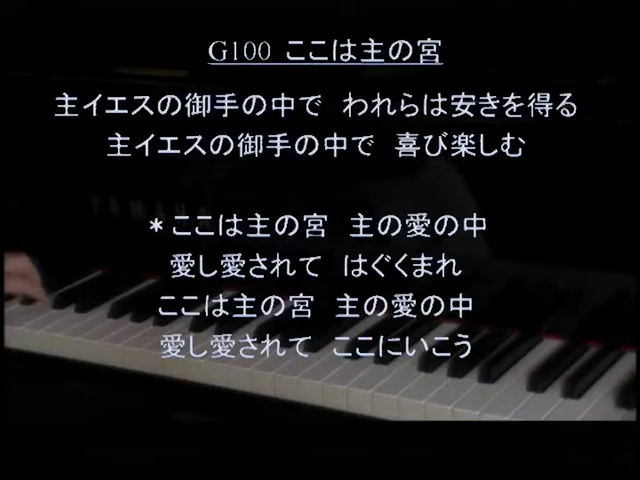 G100 ここは主の宮
主イエスの御手の中で　われらは安きを得る
主イエスの御手の中で　喜び楽しむ
YAMAHA
＊ここは主の宮　主の愛の中
愛し愛されて　はぐくまれ
ここは主の宮　主の愛の中
愛し愛されて　ここにいこう